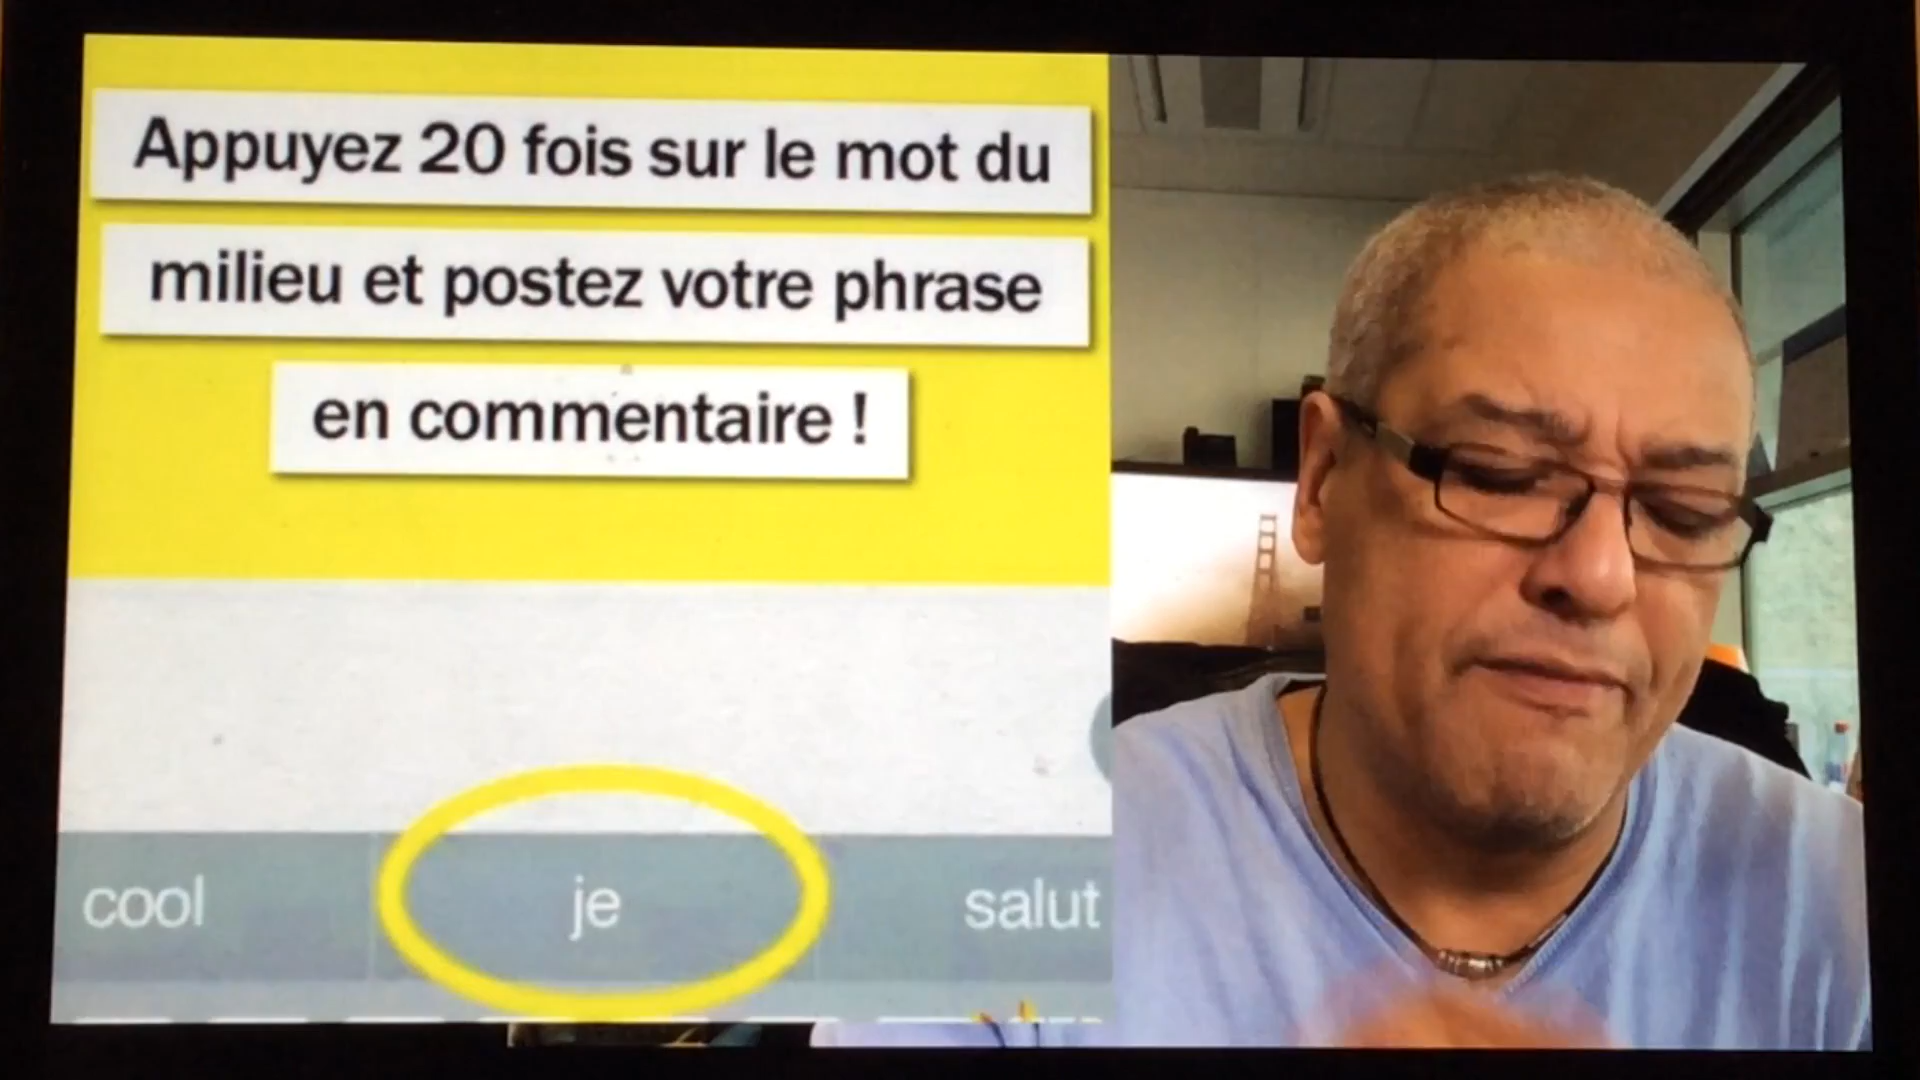 Appuyez 20 fois sur le mot du
milieu et postez votre phrase
en commentaire !
cool je salut